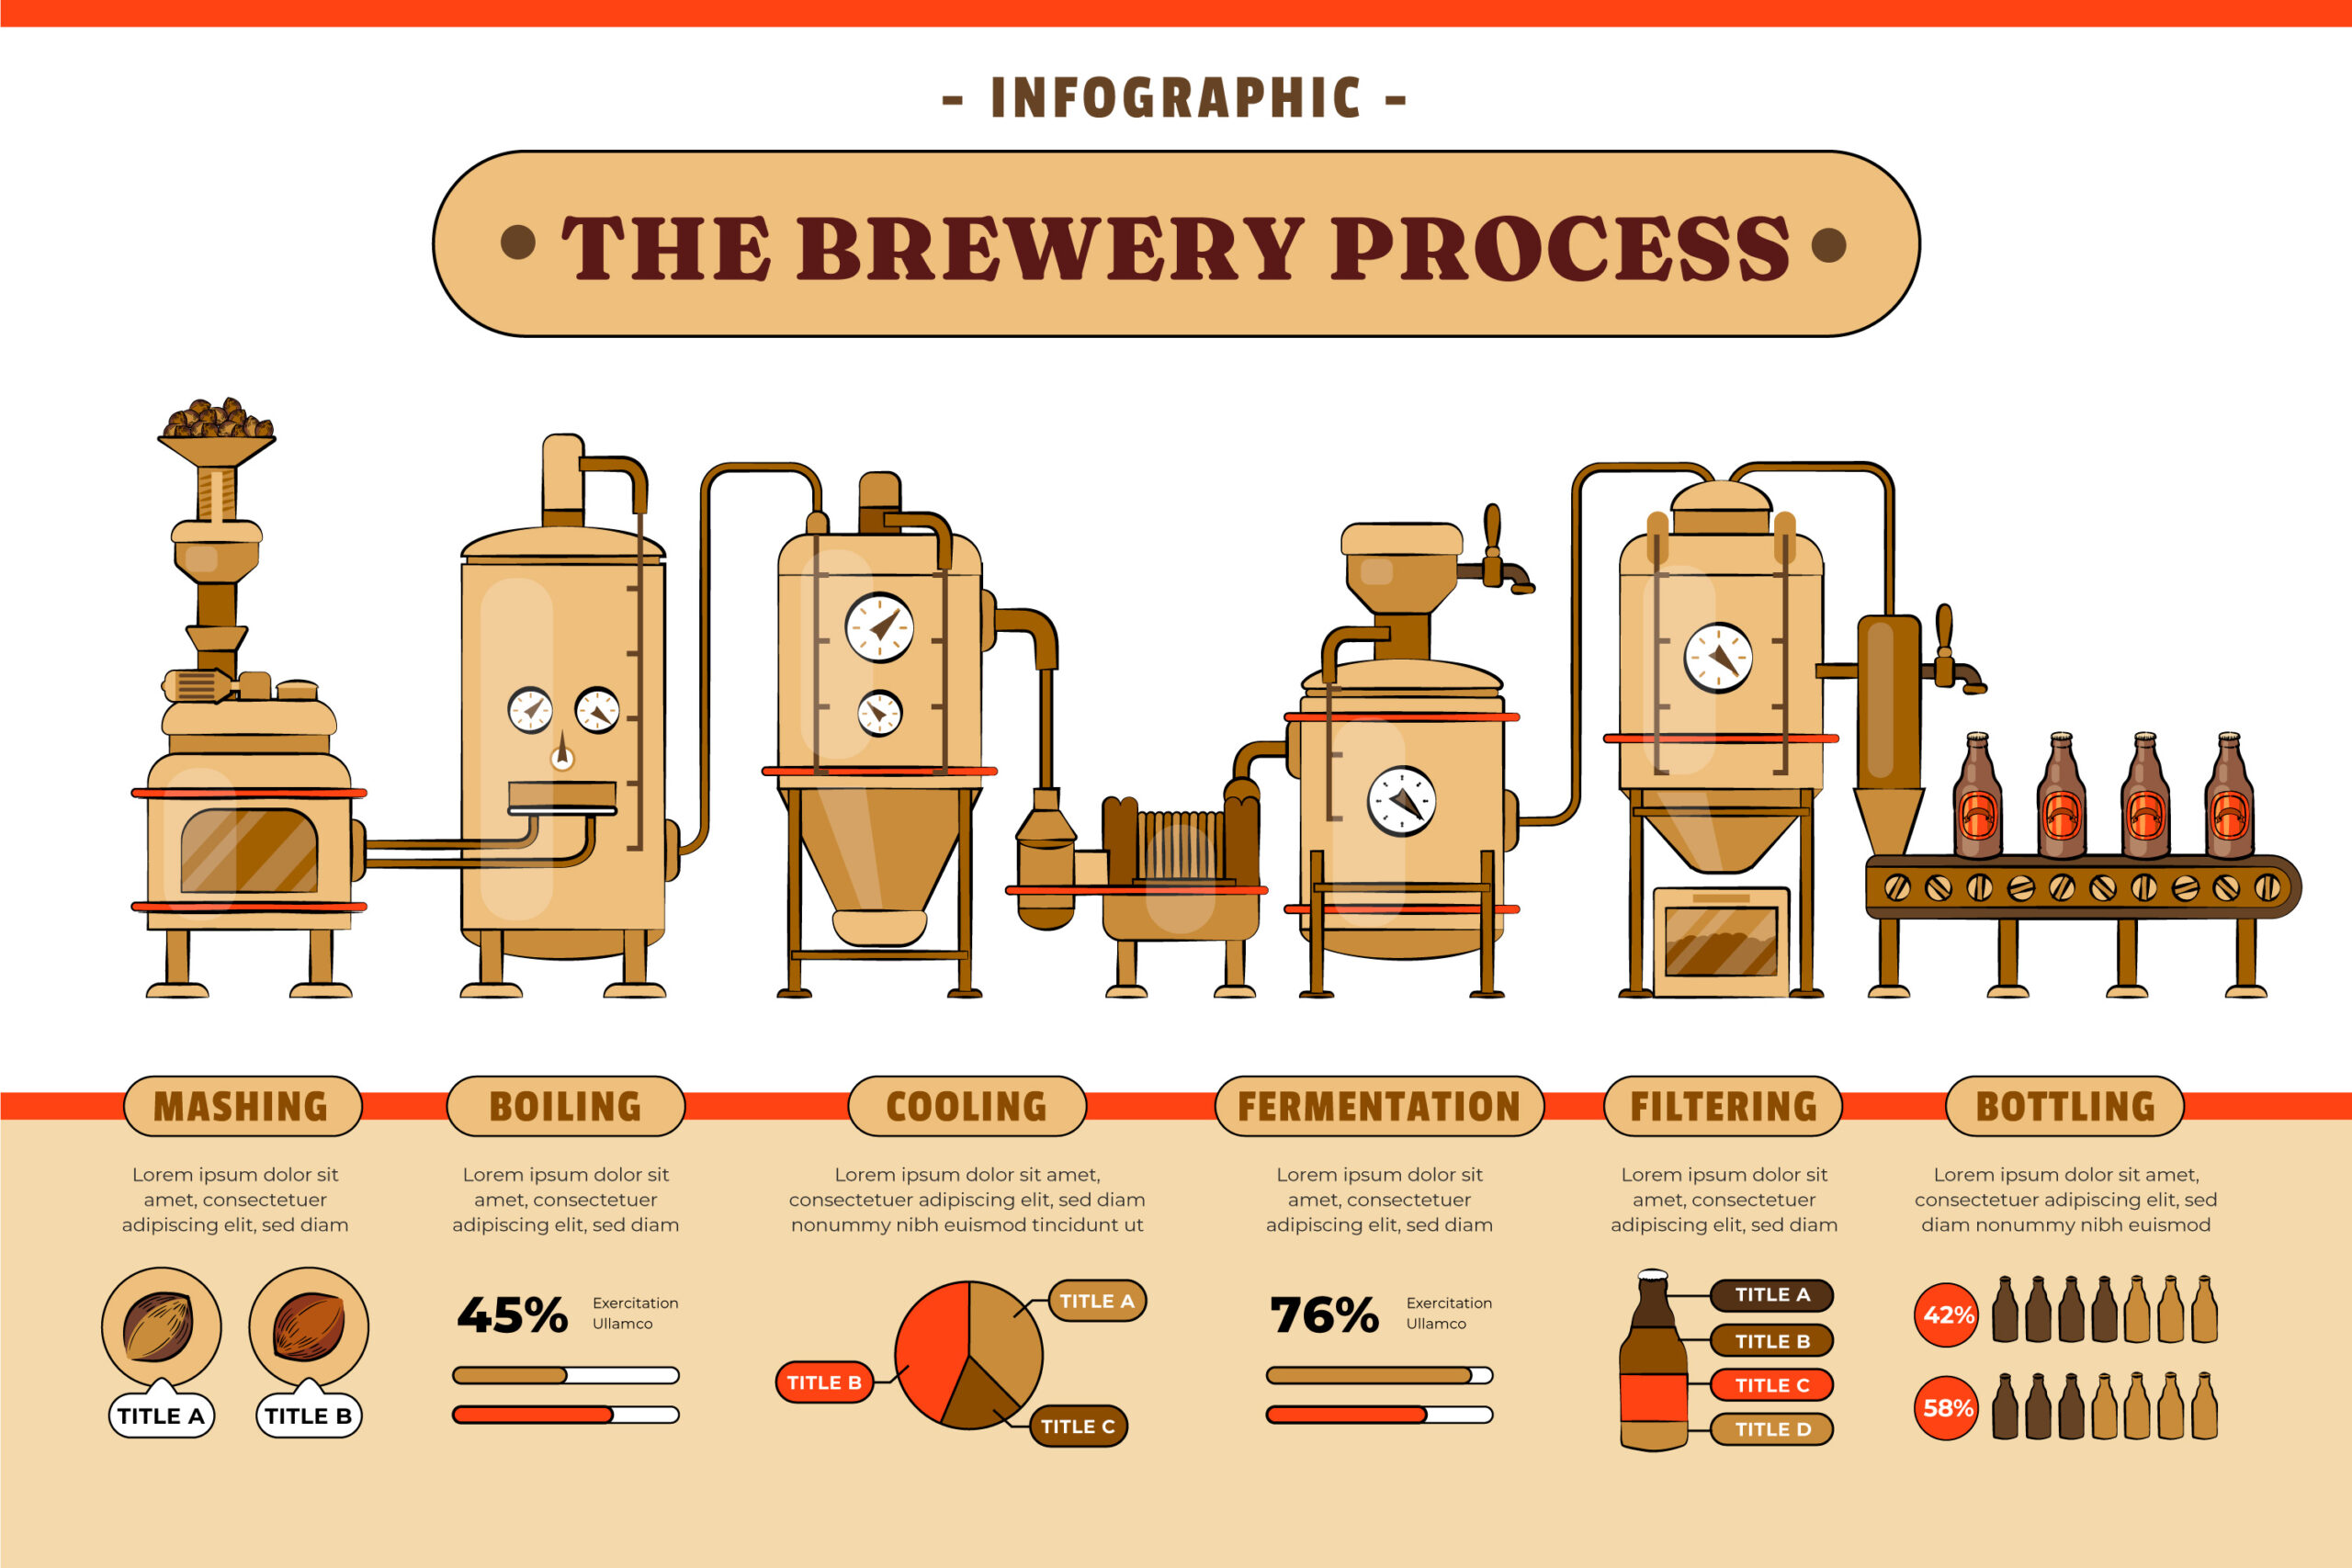 - INFOGRAPHIC -
THE BREWERY PROCESS
MASHING
Lorem ipsum dolor sit
amet, consectetuer
adipiscing elit, sed diam
TITLE A
TITLE B
BOILING
Lorem ipsum dolor sit
amet, consectetuer
adipiscing elit, sed diam
45%
Exercitation
Ullamco
COOLING
Lorem ipsum dolor sit amet,
consectetuer adipiscing elit, sed diam
nonummy nibh euismod tincidunt ut
TITLE A
TITLE B
TITLE C
FERMENTATION
Lorem ipsum dolor sit
amet, consectetuer
adipiscing elit, sed diam
76%
Exercitation
Ullamco
FILTERING
Lorem ipsum dolor sit
amet, consectetuer
adipiscing elit, sed diam
TITLE A
TITLE B
TITLE C
TITLE D
BOTTLING
Lorem ipsum dolor sit amet,
consectetuer adipiscing elit, sed
diam nonummy nibh euismod
42%
58%